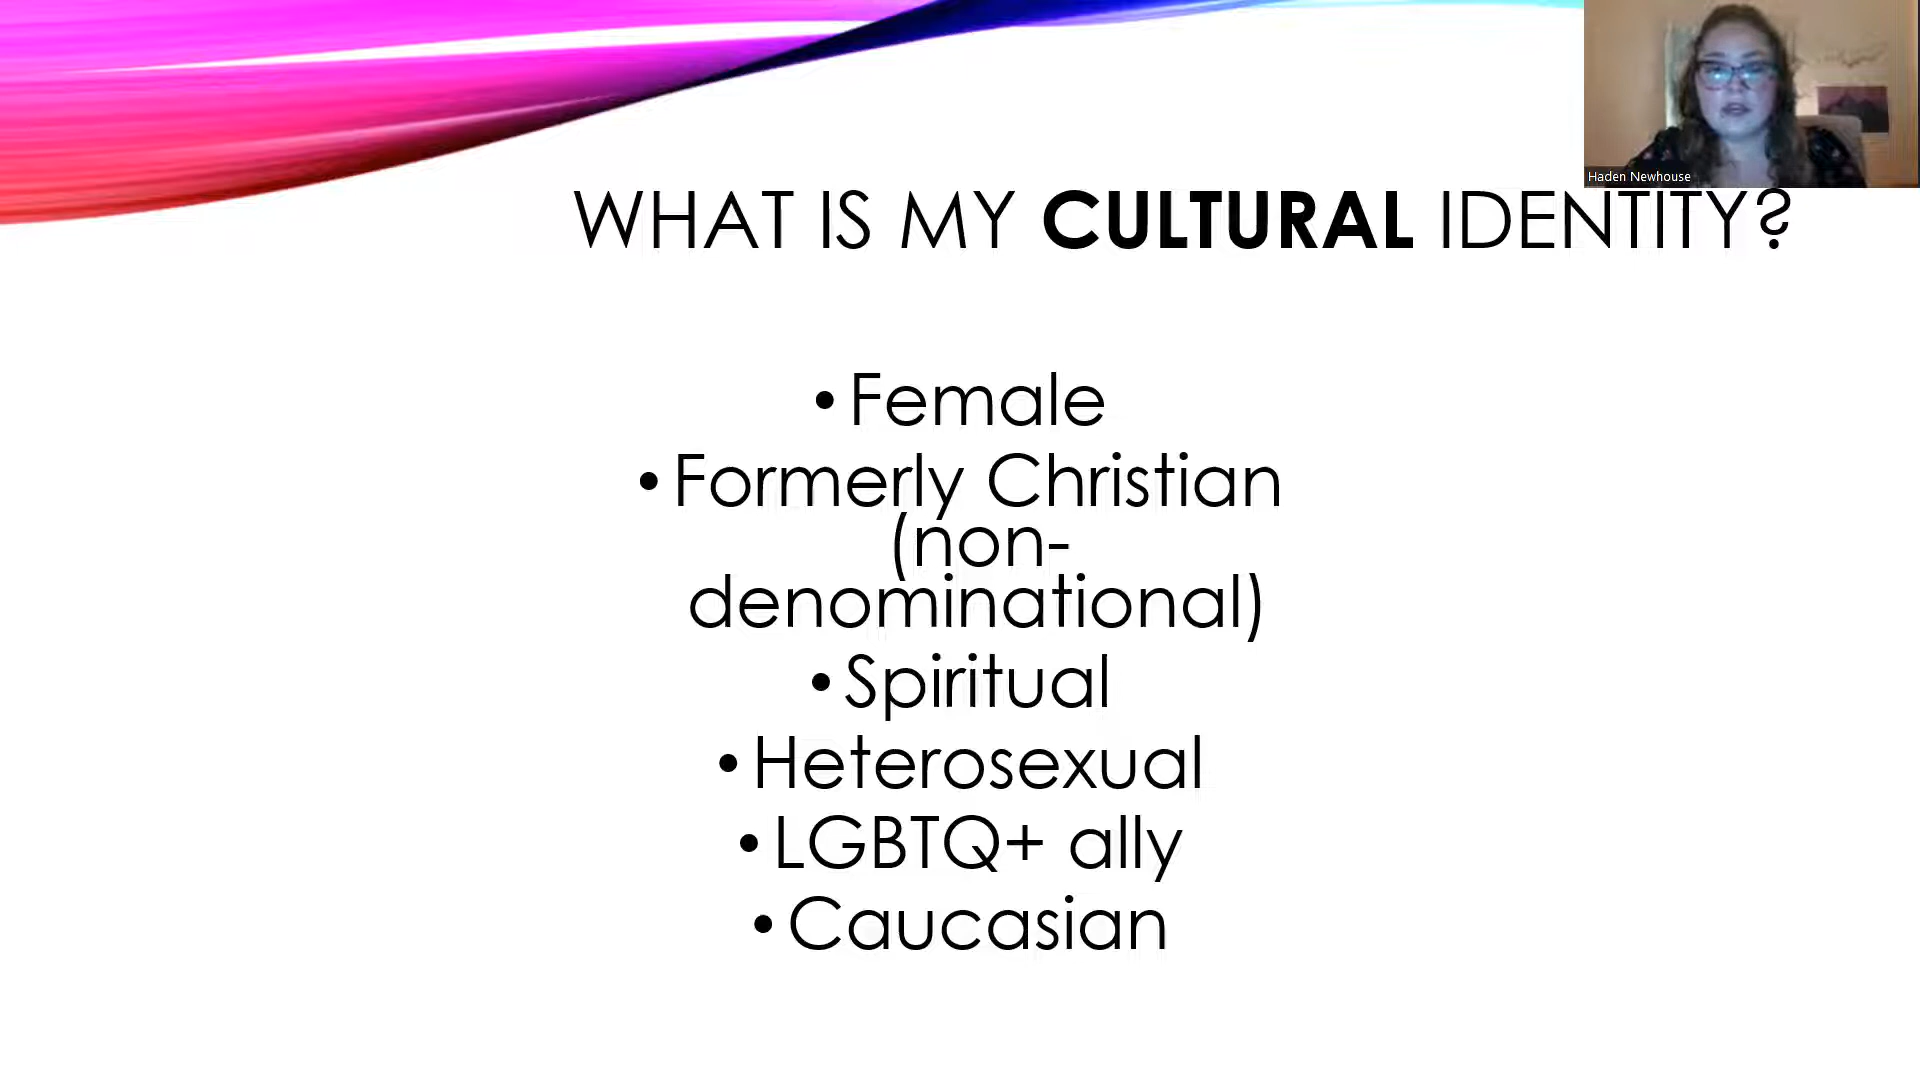 Haden Newhouse
WHAT IS MY CULTURAL IDENTITY?
• Female
• Formerly Christian
(non-
denominational)
• Spiritual
• Heterosexual
• LGBTQ+ ally
• Caucasian